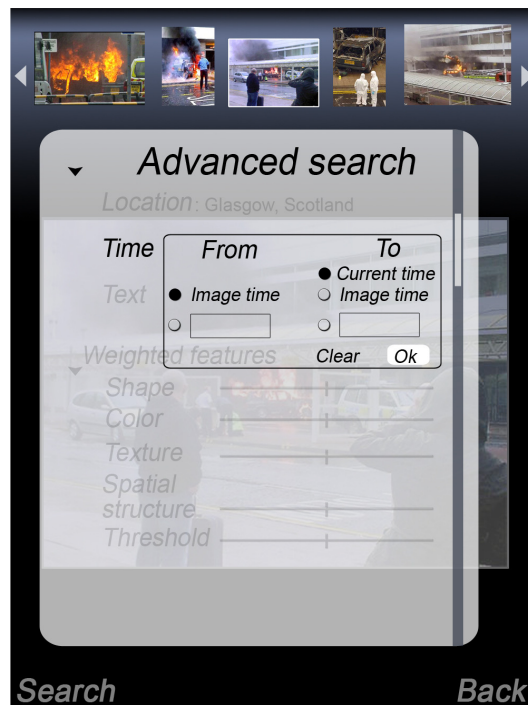 Advanced search
Location: Glasgow, Scotland
Time
From
To
Current time
Text
Image time
Image time
Weighted features
Clear
Ok
Shape
Color
Texture
Spatial
structure
Threshold
Search
Back